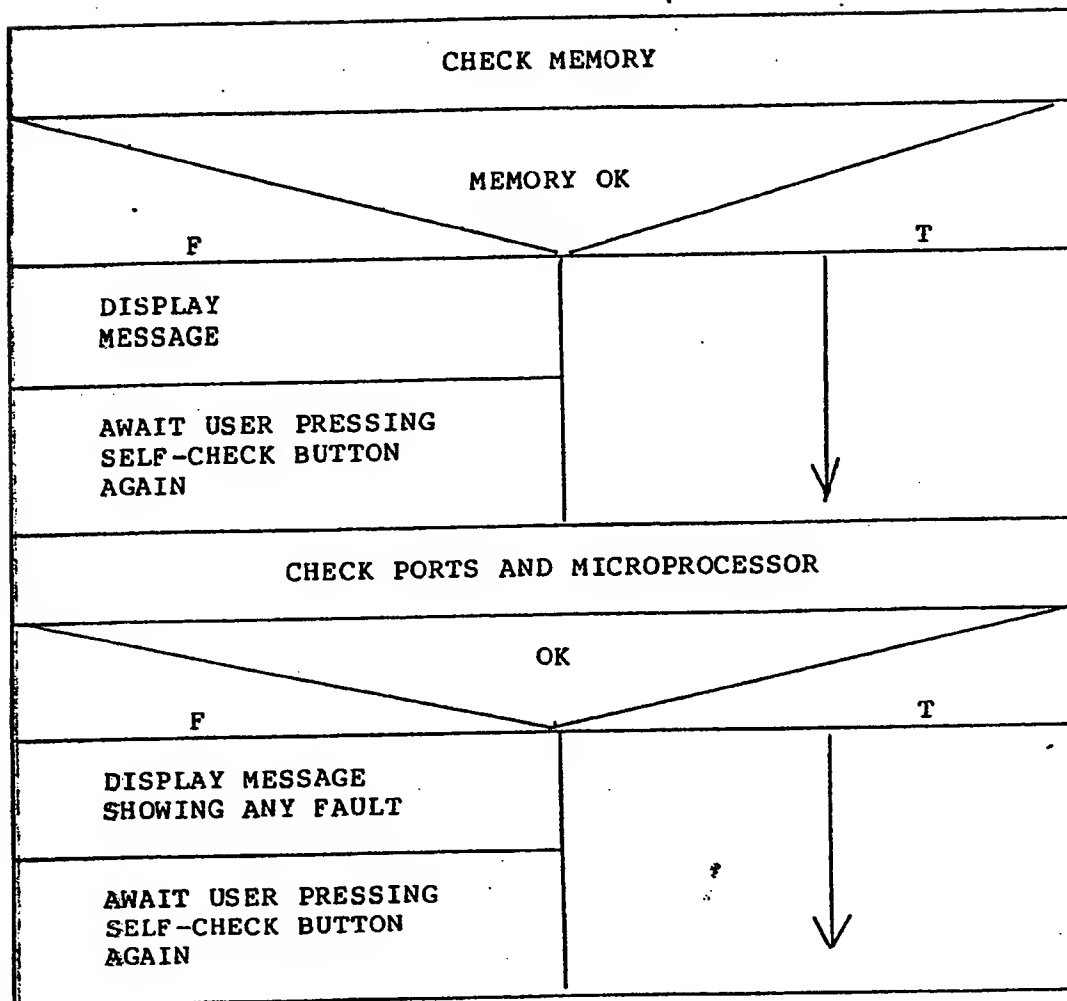 CHECK MEMORY
MEMORY OK
F
T
DISPLAY
MESSAGE
AWAIT USER PRESSING
SELF-CHECK BUTTON
AGAIN
CHECK PORTS AND MICROPROCESSOR
OK
F
T
DISPLAY MESSAGE
SHOWING ANY FAULT
AWAIT USER PRESSING
SELF-CHECK BUTTON
AGAIN